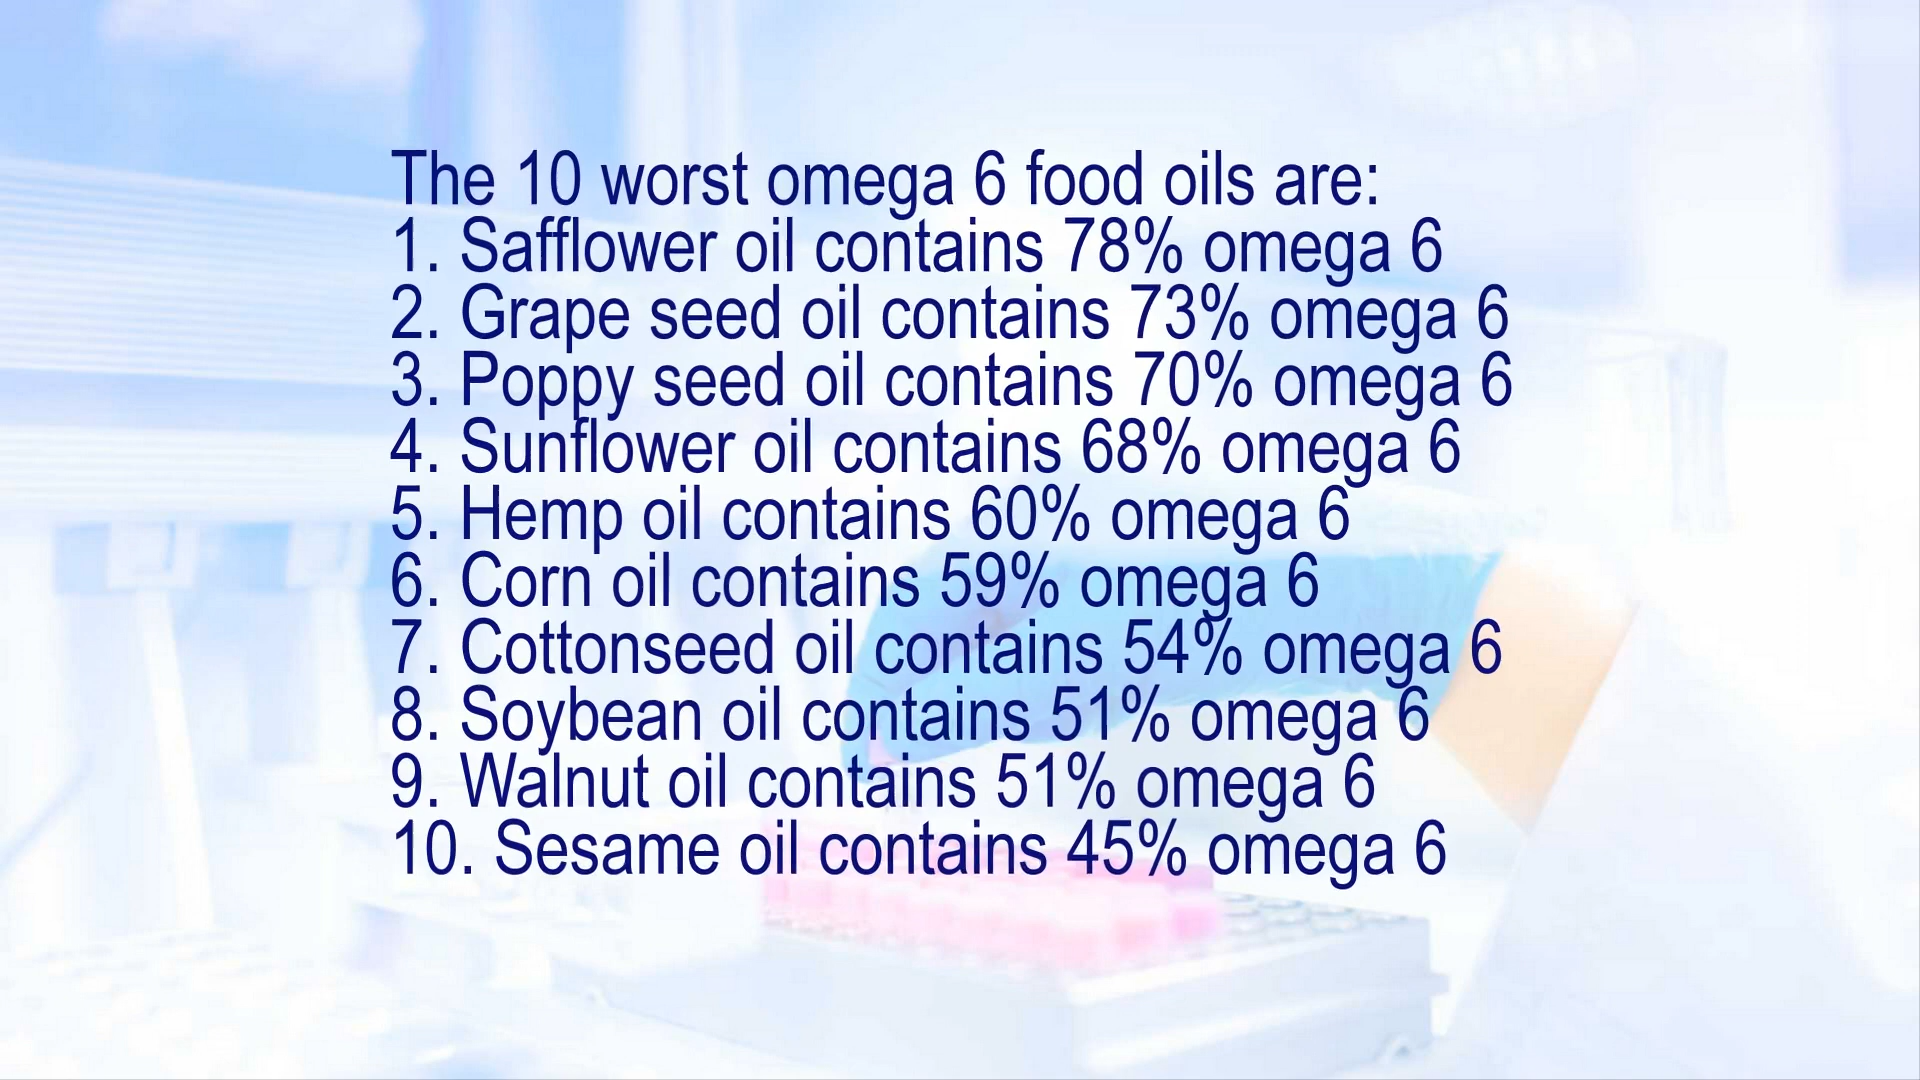 The 10 worst omega 6 food oils are:
1. Safflower oil contains 78% omega 6
2. Grape seed oil contains 73% omega 6
3. Poppy seed oil contains 70% omega 6
4. Sunflower oil contains 68% omega 6
5. Hemp oil contains 60% omega 6
6. Corn oil contains 59% omega 6
7. Cottonseed oil contains 54% omega 6
8. Soybean oil contains 51% omega 6
9. Walnut oil contains 51% omega 6
10. Sesame oil contains 45% omega 6